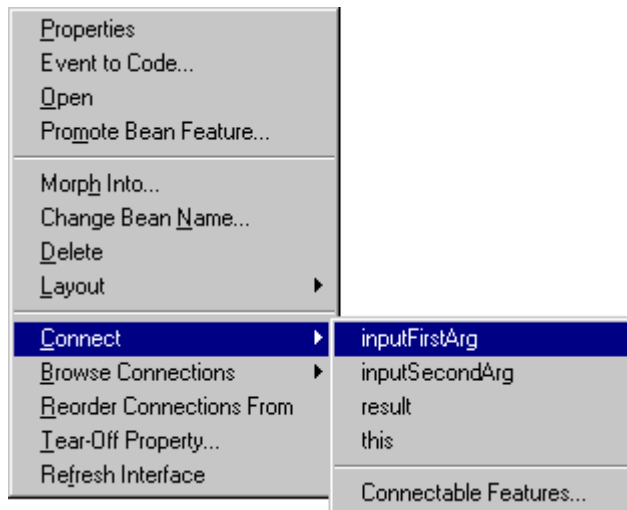 Properties
Event to Code...
Open
Promote Bean Feature...
Morph Into...
Change Bean Name...
Delete
Layout
Connect
Browse Connections
Reorder Connections From
Tear-Off Property...
Refresh Interface
inputFirstArg
inputSecondArg
result
this
Connectable Features...